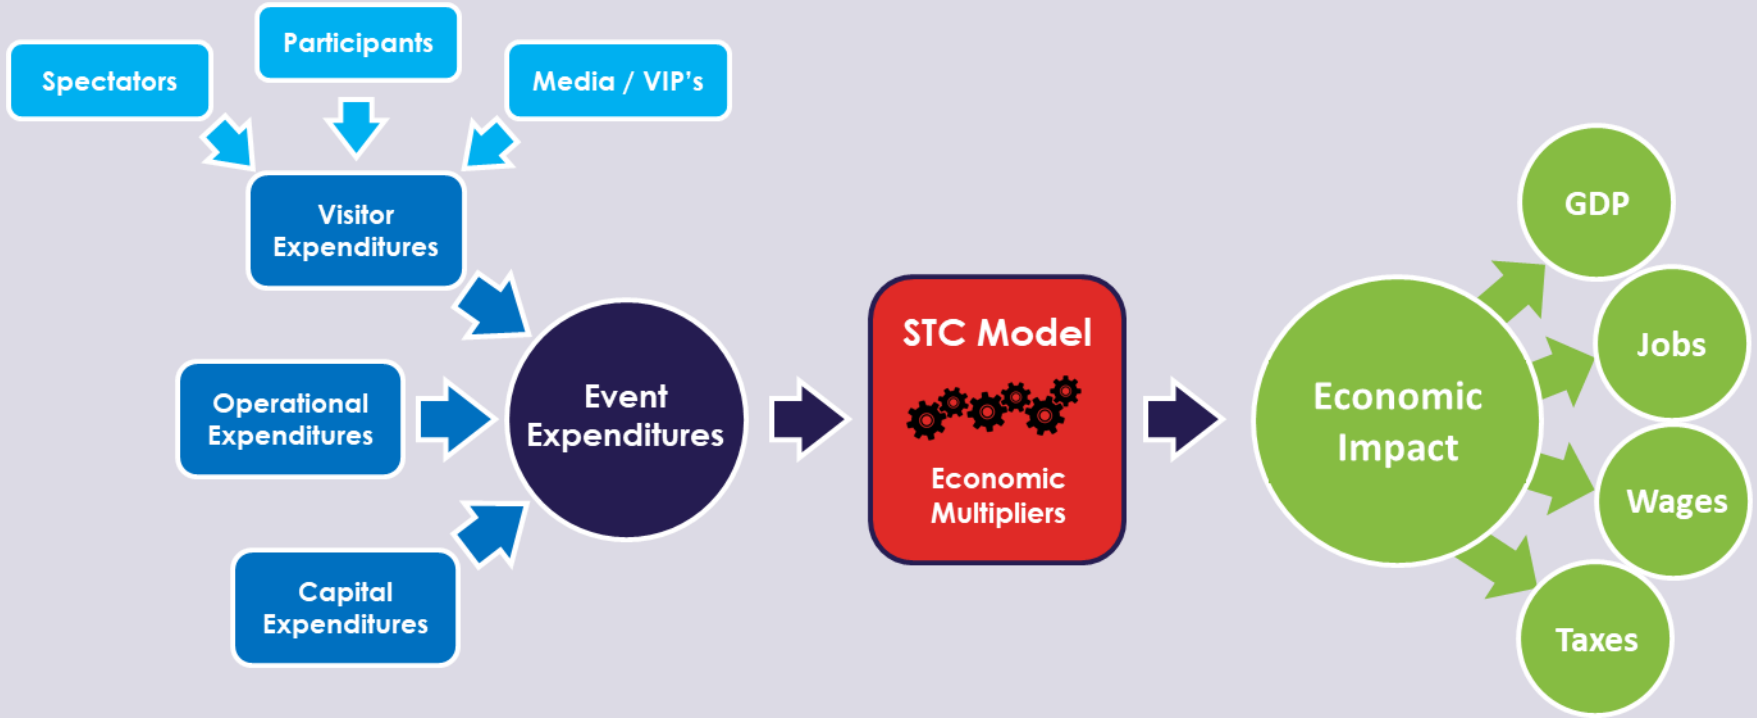 Participants
Spectators
Media / VIP's
Visitor
Expenditures
Operational
Expenditures
Capital
Expenditures
Event
Expenditures
STC Model
Economic
Multipliers
Economic
Impact
GDP
Jobs
Wages
Taxes